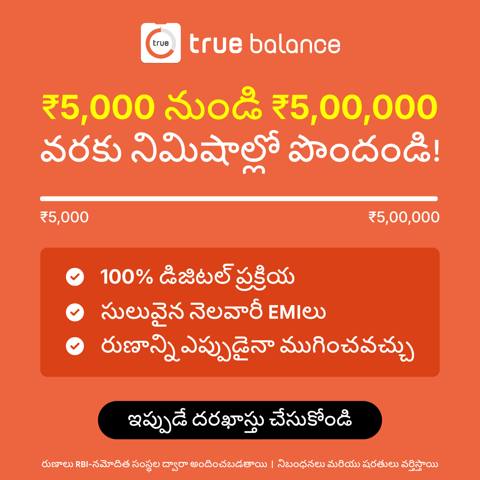 true
true balance
₹5,000 నుండి ₹5,00,000
వరకు నిమిషాల్లో పొందండి!
₹5,000 ₹5,00,000
100% డిజిటల్ ప్రక్రియ
సులువైన నెలవారీ EMIలు
రుణాన్ని ఎప్పుడైనా ముగించవచ్చు
ఇప్పుడే దరఖాస్తు చేసుకోండి
రుణాలు RBI-నమోదిత సంస్థల ద్వారా అందించబడతాయి | నిబంధనలు మరియు షరతులు వర్తిస్తాయి